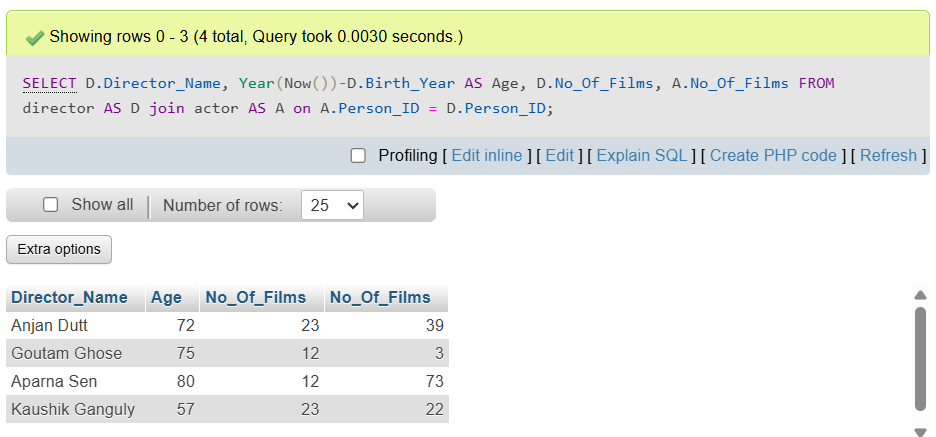 Showing rows 0 - 3 (4 total, Query took 0.0030 seconds.)
SELECT D.Director_Name, Year(Now())-D.Birth_Year AS Age, D.No_Of_Films, A.No_Of_Films FROM
director AS D join actor AS A on A.Person_ID = D.Person_ID;
Profiling [ Edit inline ] [ Edit ] [ Explain SQL ] [ Create PHP code ] [ Refresh ]
Show all Number of rows: 25
Extra options
Director_Name Age No_Of_Films No_Of_Films
Anjan Dutt 72 23 39
Goutam Ghose 75 12 3
Aparna Sen 80 12 73
Kaushik Ganguly 57 23 22